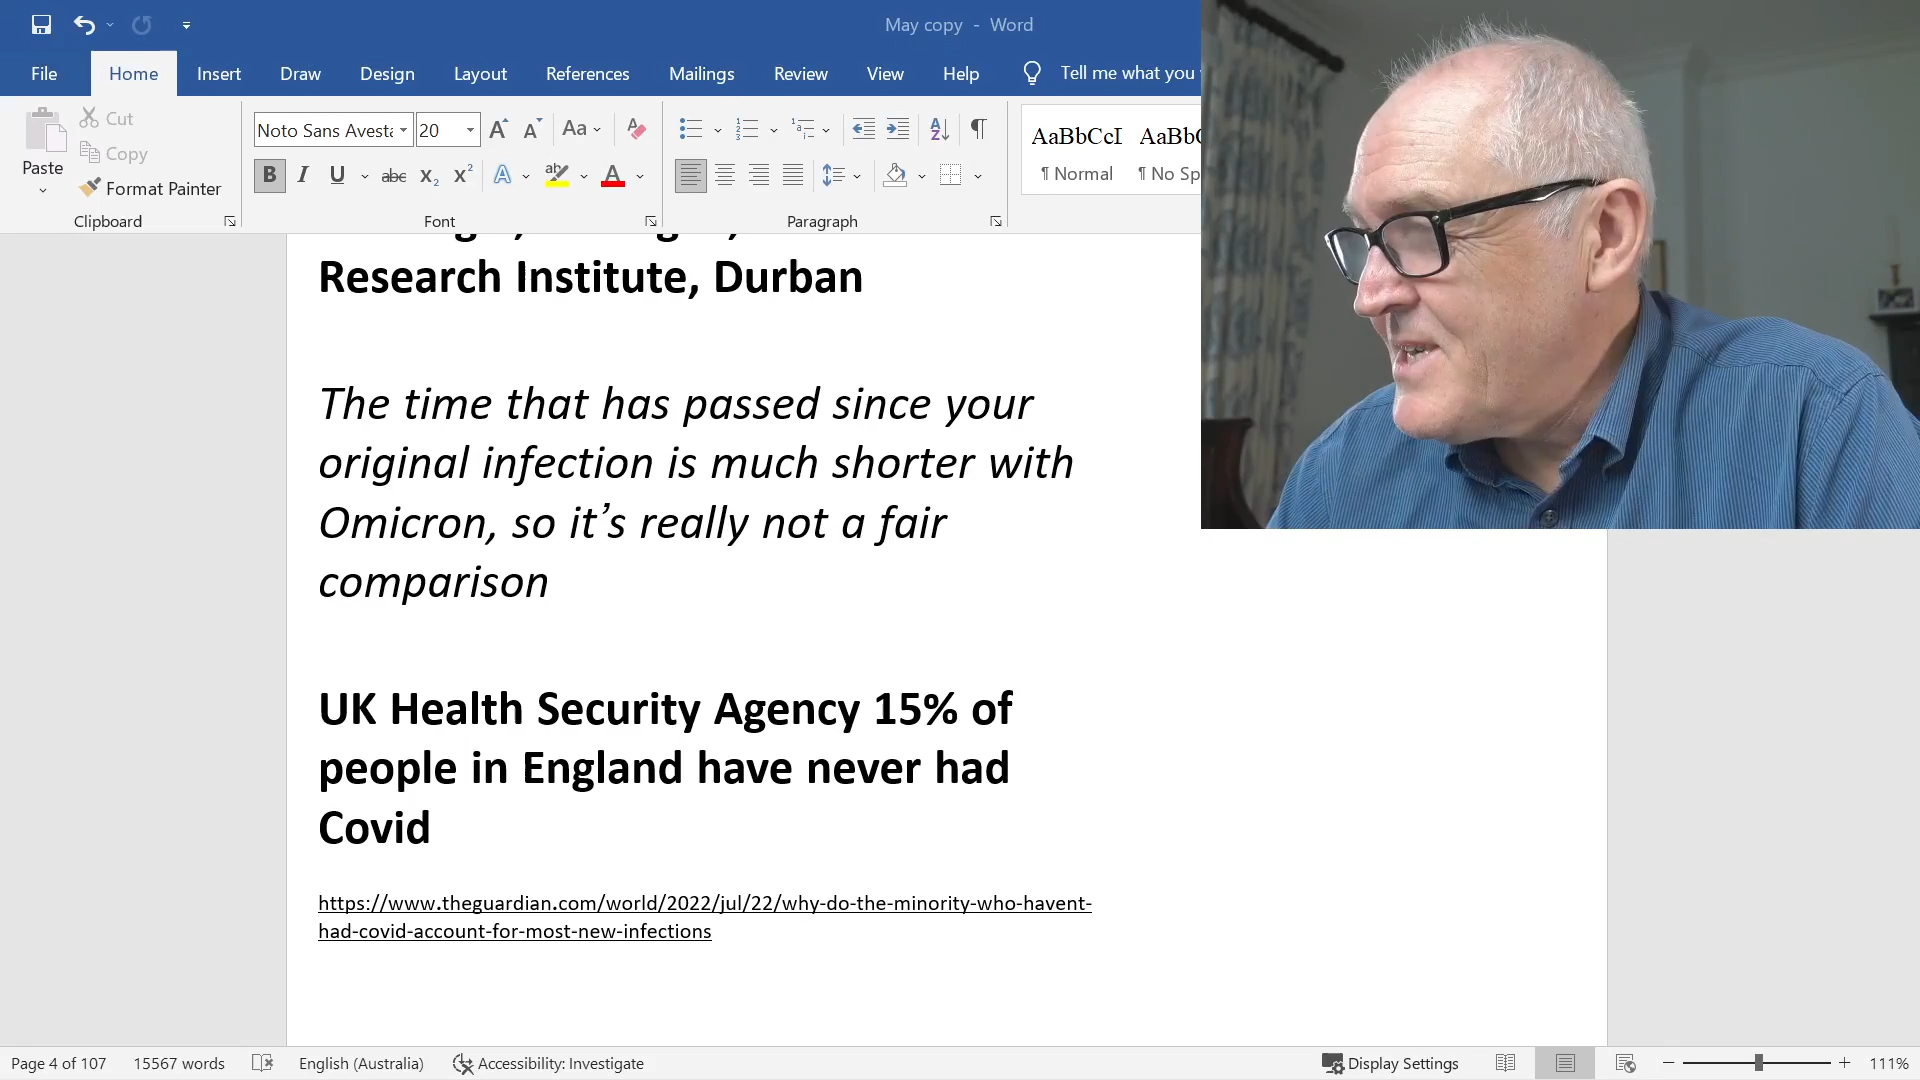 May copy - Word
File Home Insert Draw Design Layout References Mailings Review View Help Tell me what you
Cut
Copy
Paste
Format Painter
Clipboard
Noto Sans Avesta 20
Font
Paragraph
AaBbCcI AaBbC
¶ Normal ¶ No Sp
Research Institute, Durban
The time that has passed since your
original infection is much shorter with
Omicron, so it’s really not a fair
comparison
UK Health Security Agency 15% of
people in England have never had
Covid
https://www.theguardian.com/world/2022/jul/22/why-do-the-minority-who-havent-
had-covid-account-for-most-new-infections
Page 4 of 107 15567 words English (Australia) Accessibility: Investigate Display Settings 111%